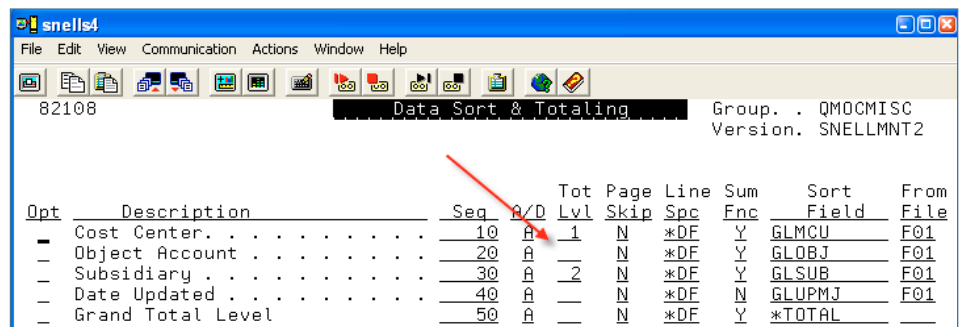 snells4
File Edit View Communication Actions Window Help
82108 Data Sort & Totaling Group. . QMOCMISC
Version. SNELLMNT2
Tot Page Line Sum Sort From
Opt Description Seq A/D Lvl Skip Spc Fnc Field File
Cost Center. . . . . . . . . . 10 A 1 N *DF Y GLMCU F01
Object Account . . . . . . . . 20 A N *DF Y GLOBJ F01
Subsidiary . . . . . . . . . . 30 A 2 N *DF Y GLSUB F01
Date Updated . . . . . . . . . 40 A N *DF N GLUPMJ F01
Grand Total Level 50 A N *DF Y *TOTAL